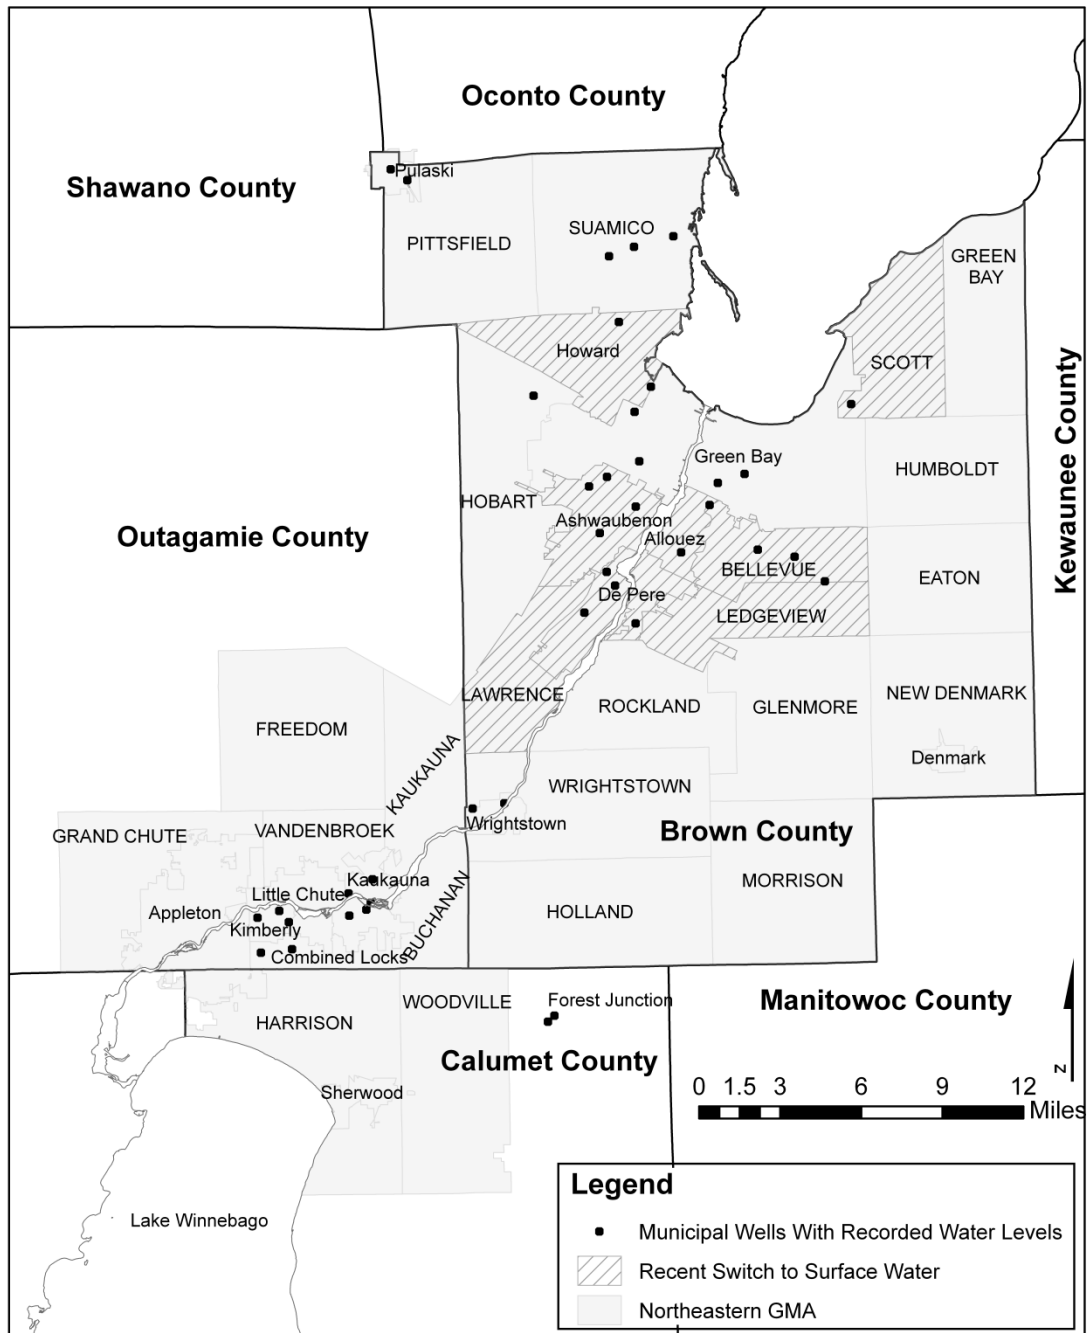 Oconto County
Shawano County
Pulaski
SUAMICO
PITTSFIELD
GREEN
BAY
Howard
SCOTT
Kewaunee County
Green Bay
HUMBOLDT
HOBART
Ashwaubenon
Outagamie County
Allouez
BELLEVUE
EATON
De Pere
LEDGEVIEW
LAWRENCE
ROCKLAND
GLENMORE
NEW DENMARK
FREEDOM
Denmark
KAUKAUNA
WRIGHTSTOWN
Wrightstown
GRAND CHUTE
VANDENBROEK
Brown County
Kaukauna
MORRISON
Little Chute
Appleton
HOLLAND
BUCHANAN
Kimberly
Combined Locks
WOODVILLE
Forest Junction
Manitowoc County
HARRISON
Calumet County
N
Sherwood
0 1.5 3 6 9 12
Miles
Legend
Lake Winnebago
Municipal Wells With Recorded Water Levels
Recent Switch to Surface Water
Northeastern GMA